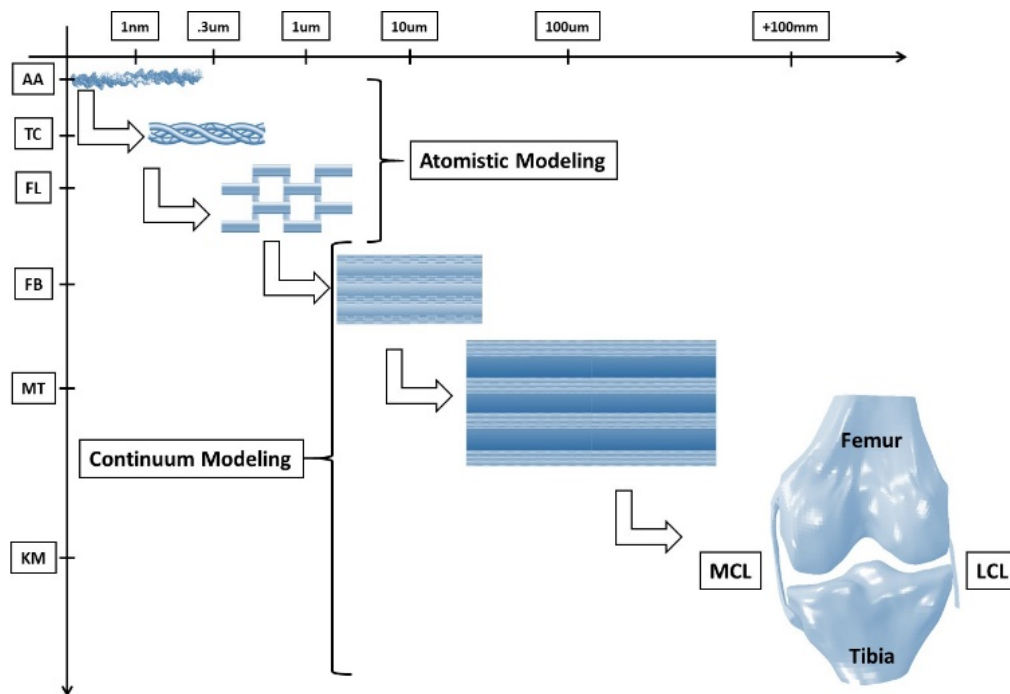 1nm
.3um
1um
10um
100um
+100mm
AA
TC
Atomistic Modeling
FL
FB
MT
Femur
Continuum Modeling
KM
MCL
LCL
Tibia